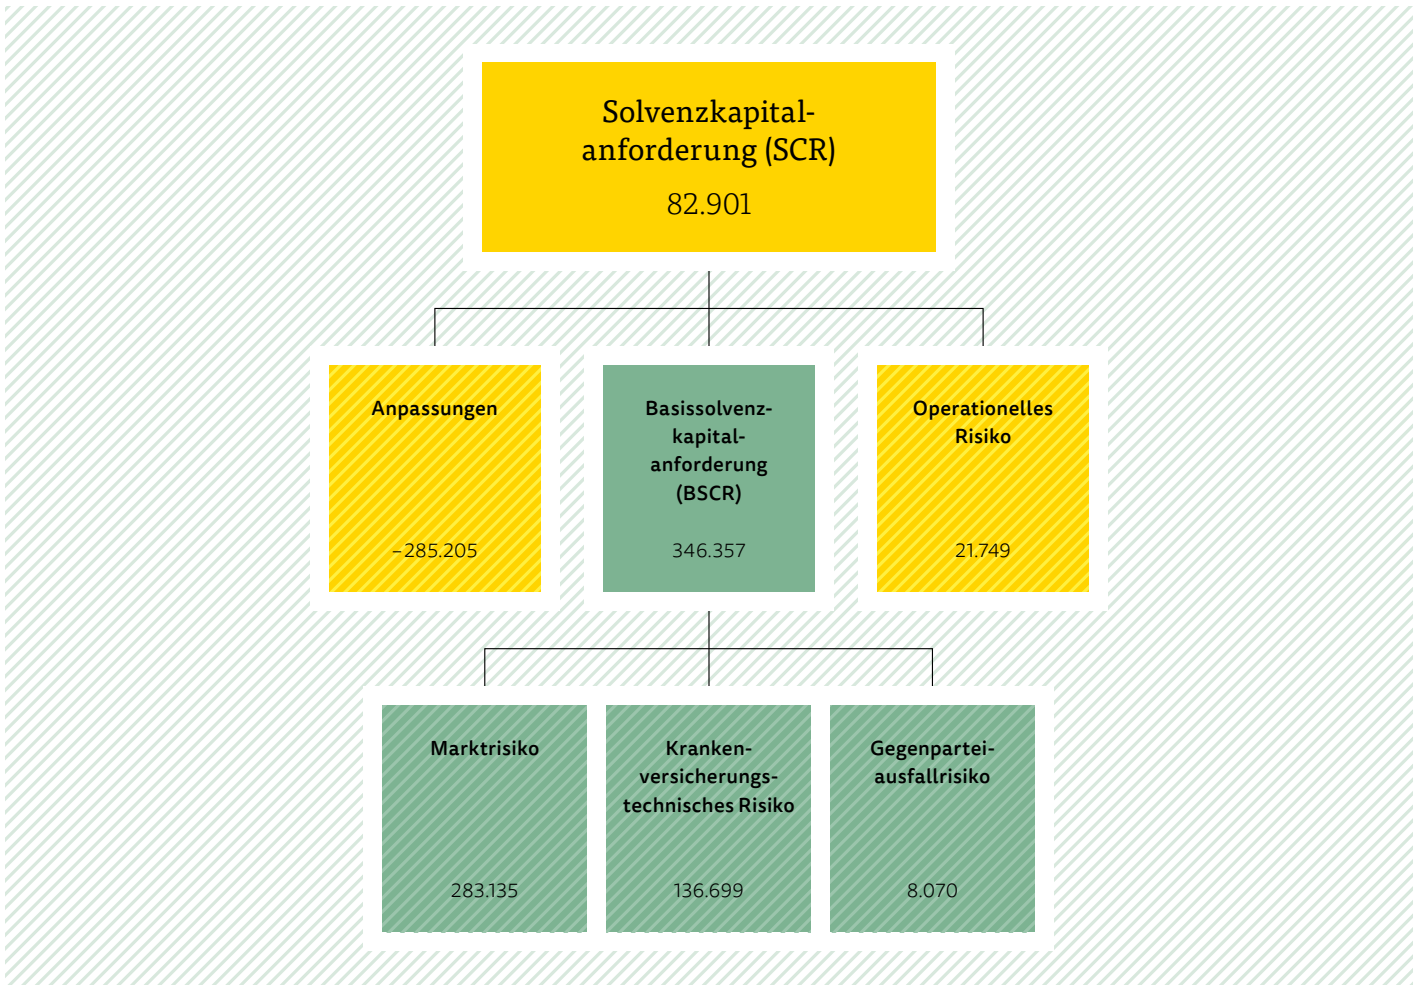 Solvenzkapital-
anforderung (SCR)
82.901
Anpassungen
–285.205
Basissolvenz-
kapital-
anforderung
(BSCR)
346.357
Operationelles
Risiko
21.749
Marktrisiko
283.135
Kranken-
versicherungs-
technisches Risiko
136.699
Gegenpartei-
ausfallrisiko
8.070